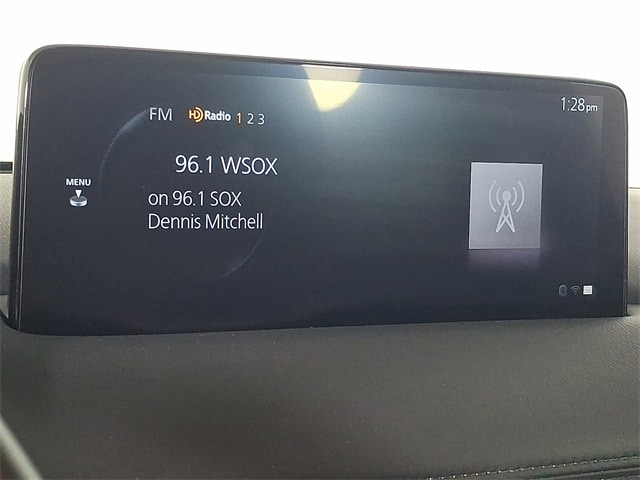 1:28pm
FM HD Radio 1 2 3
96.1 WSOX
MENU
on 96.1 SOX
Dennis Mitchell